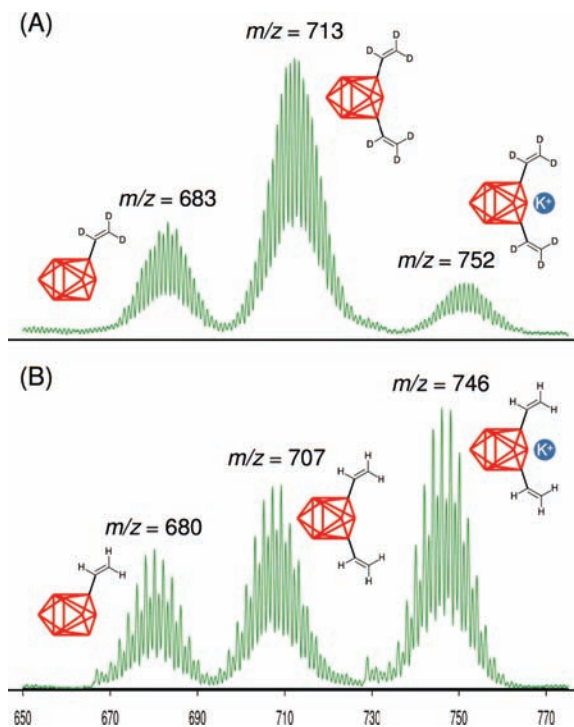 (A)
m/z = 713
D
D
D
D
D
D
m/z = 683
D
D
D
D
D
D
K+
D
D
D
m/z = 752
(B)
m/z = 746
H
H
H
K+
H
H
H
m/z = 707
H
H
H
H
H
H
m/z = 680
H
H
H
650
670
690
710
730
750
770